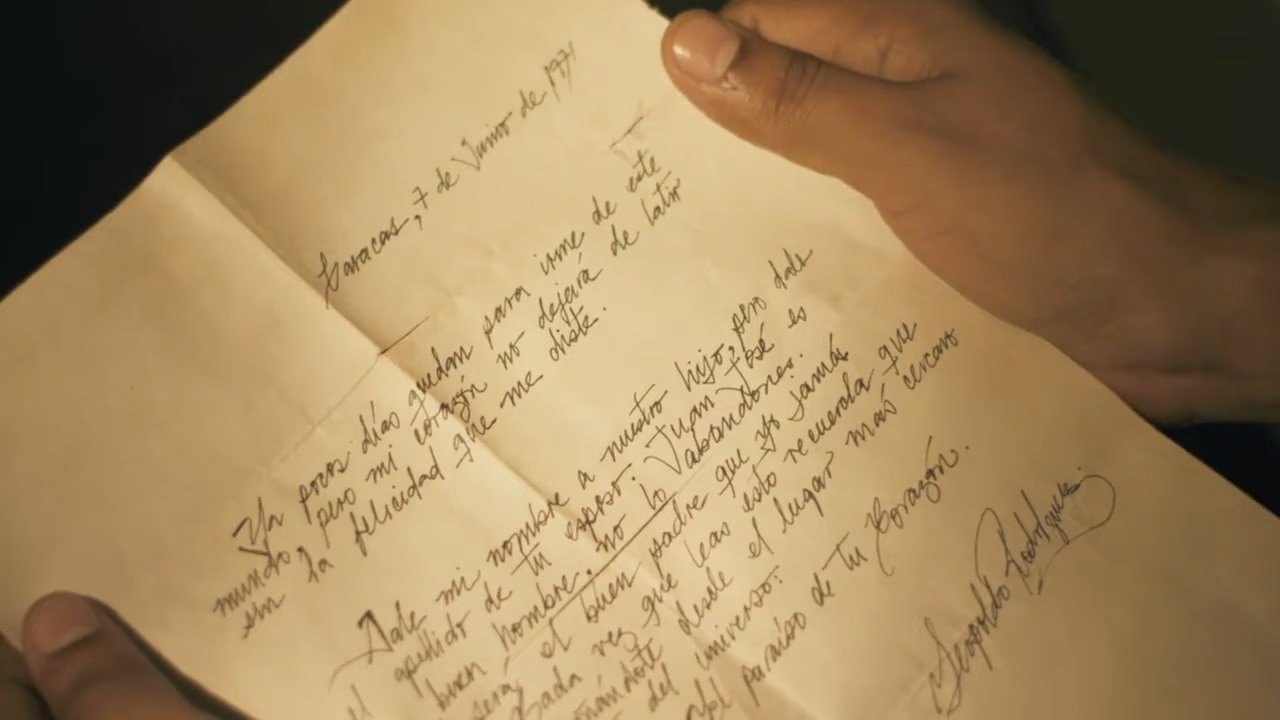 Caracas, 7 de Junio de 1971
Ya pocos días quedan para irme de este
mundo, pero mi corazón no dejará de latir
sin la felicidad que me diste.
Dale mi nombre a nuestro hijo, pero dale
el apellido de tu esposo; Juan José es
buen hombre, no lo abandones.
será el buen padre que yo jamás
Cada vez que leas esto recuerda que
amándote desde el lugar más cercano
del universo:
del paraíso de tu Corazón.
Leopoldo Rodríguez